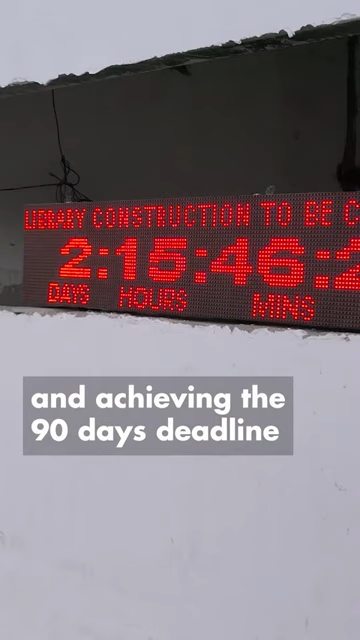 LIBRARY CONSTRUCTION TO BE C
2:15:46:2
DAYS HOURS MINS
and achieving the
90 days deadline